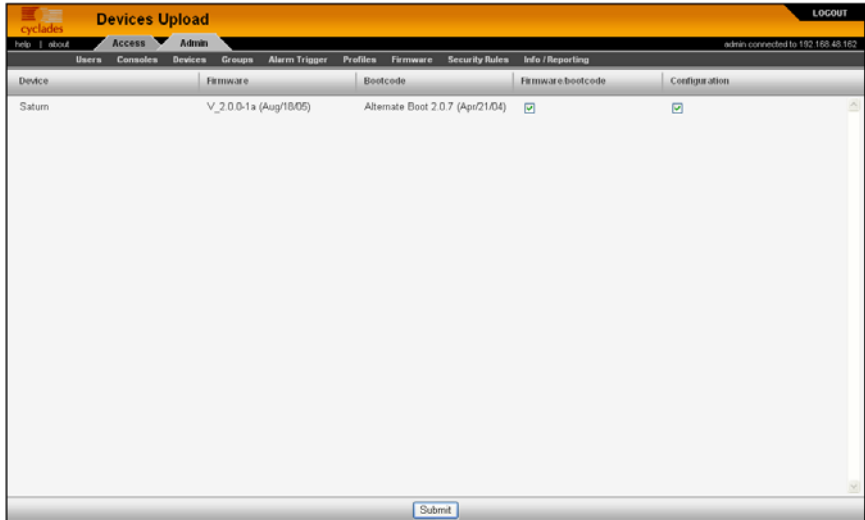 cyclades
Devices Upload
LOGOUT
help | about
Access
Admin
admin connected to 192.168.48.162
Users Consoles Devices Groups Alarm Trigger Profiles Firmware Security Rules Info / Reporting
Device Firmware Bootcode Firmware/bootcode Configuration
Saturn V_2.0.0-1a (Aug/18/05) Alternate Boot 2.0.7 (Apr/21/04)
Submit